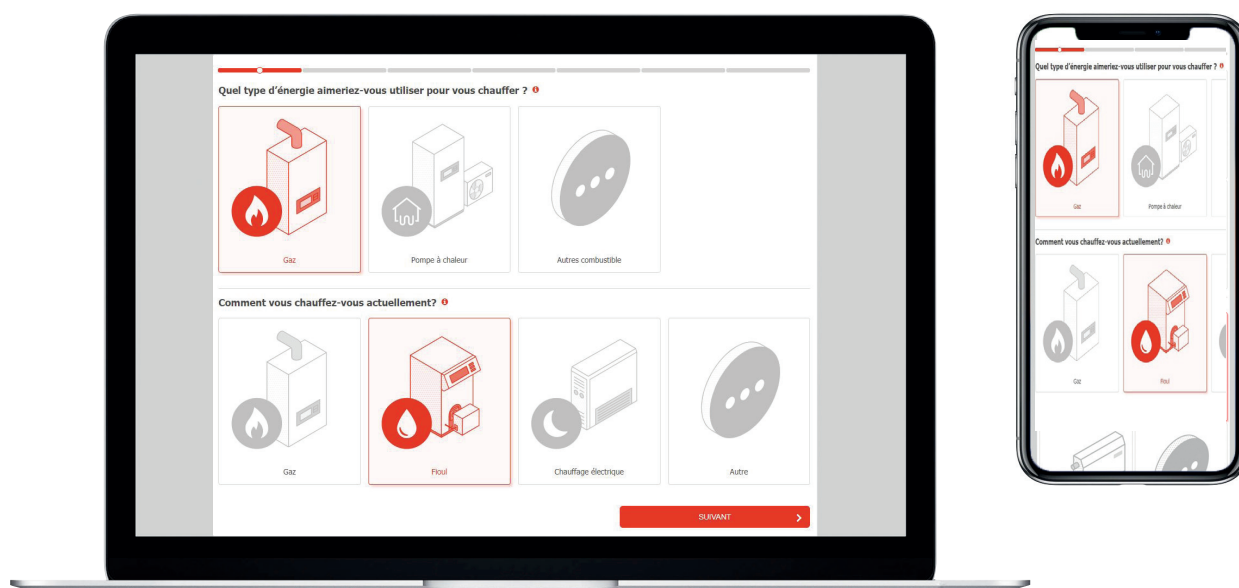 Quel type d'énergie aimeriez-vous utiliser pour vous chauffer ?
Gaz
Pompe à chaleur
Autres combustible
Comment vous chauffez-vous actuellement?
Gaz
Fioul
Chauffage électrique
Autre
SUIVANT
Quel type d'énergie aimeriez-vous utiliser pour vous chauffer ?
Gaz
Pompe à chaleur
Comment vous chauffez-vous actuellement?
Gaz
Fioul